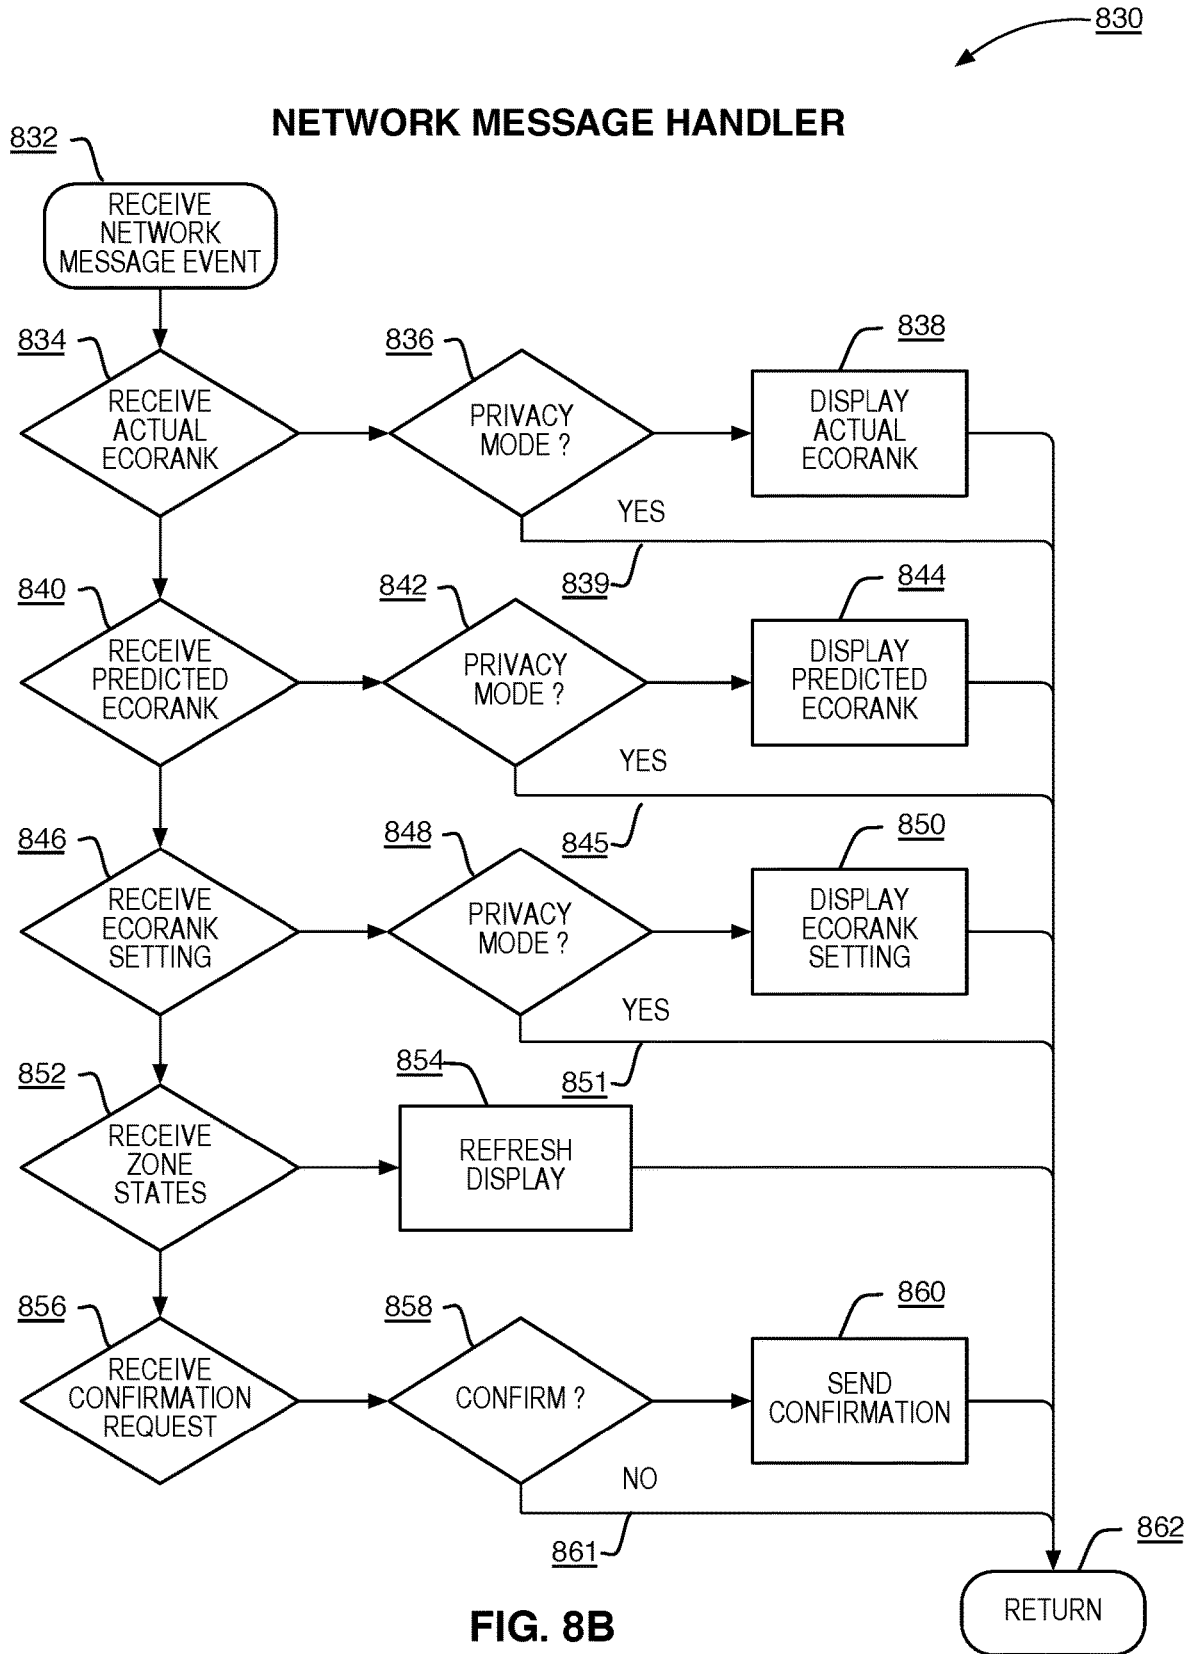 830
NETWORK MESSAGE HANDLER
832
RECEIVE
NETWORK
MESSAGE EVENT
834
RECEIVE
ACTUAL
ECORANK
836
PRIVACY
MODE ?
838
DISPLAY
ACTUAL
ECORANK
YES
839
840
RECEIVE
PREDICTED
ECORANK
842
PRIVACY
MODE ?
844
DISPLAY
PREDICTED
ECORANK
YES
845
846
RECEIVE
ECORANK
SETTING
848
PRIVACY
MODE ?
850
DISPLAY
ECORANK
SETTING
YES
851
852
RECEIVE
ZONE
STATES
854
REFRESH
DISPLAY
856
RECEIVE
CONFIRMATION
REQUEST
858
CONFIRM ?
860
SEND
CONFIRMATION
NO
861
862
RETURN
FIG. 8B